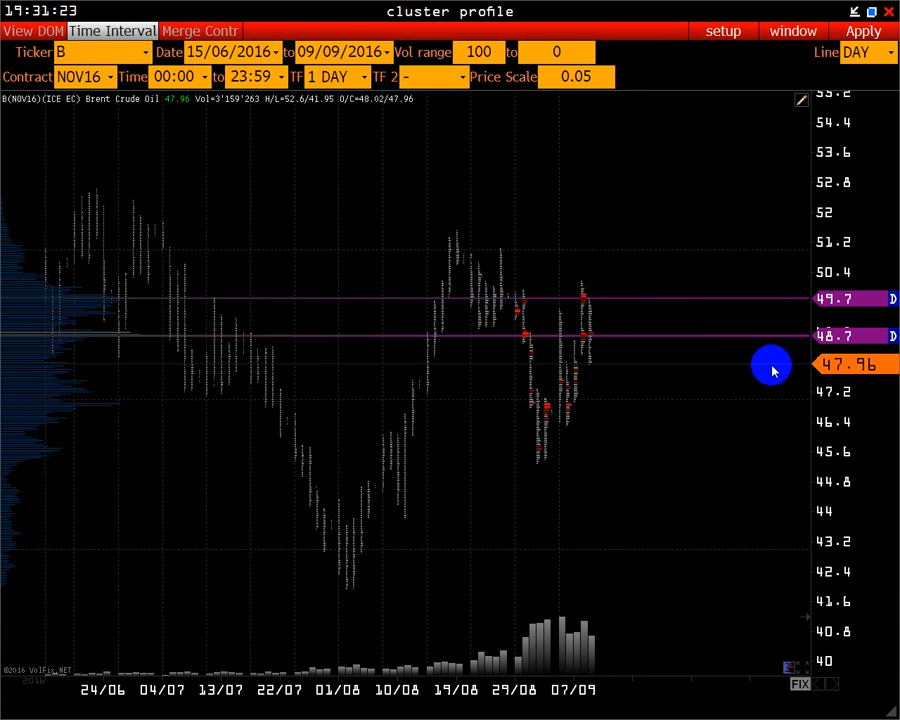 19:31:23 cluster profile
View DOM Time Interval Merge Contr setup window Apply
Ticker B Date 15/06/2016 to 09/09/2016 Vol range 100 to 0 Line DAY
Contract NOV16 Time 00:00 to 23:59 TF 1 DAY TF 2 - Price Scale 0.05
B(NOV16)(ICE EC) Brent Crude Oil 47.96 Vol=3'159'263 H/L=52.6/41.95 O/C=48.02/47.96
55.2
54.4
53.6
52.8
52
51.2
50.4
49.7 D
48.7 D
47.96
47.2
46.4
45.6
44.8
44
43.2
42.4
41.6
40.8
40
©2016 VolFix.NET
2016
FIX
24/06 04/07 13/07 22/07 01/08 10/08 19/08 29/08 07/09